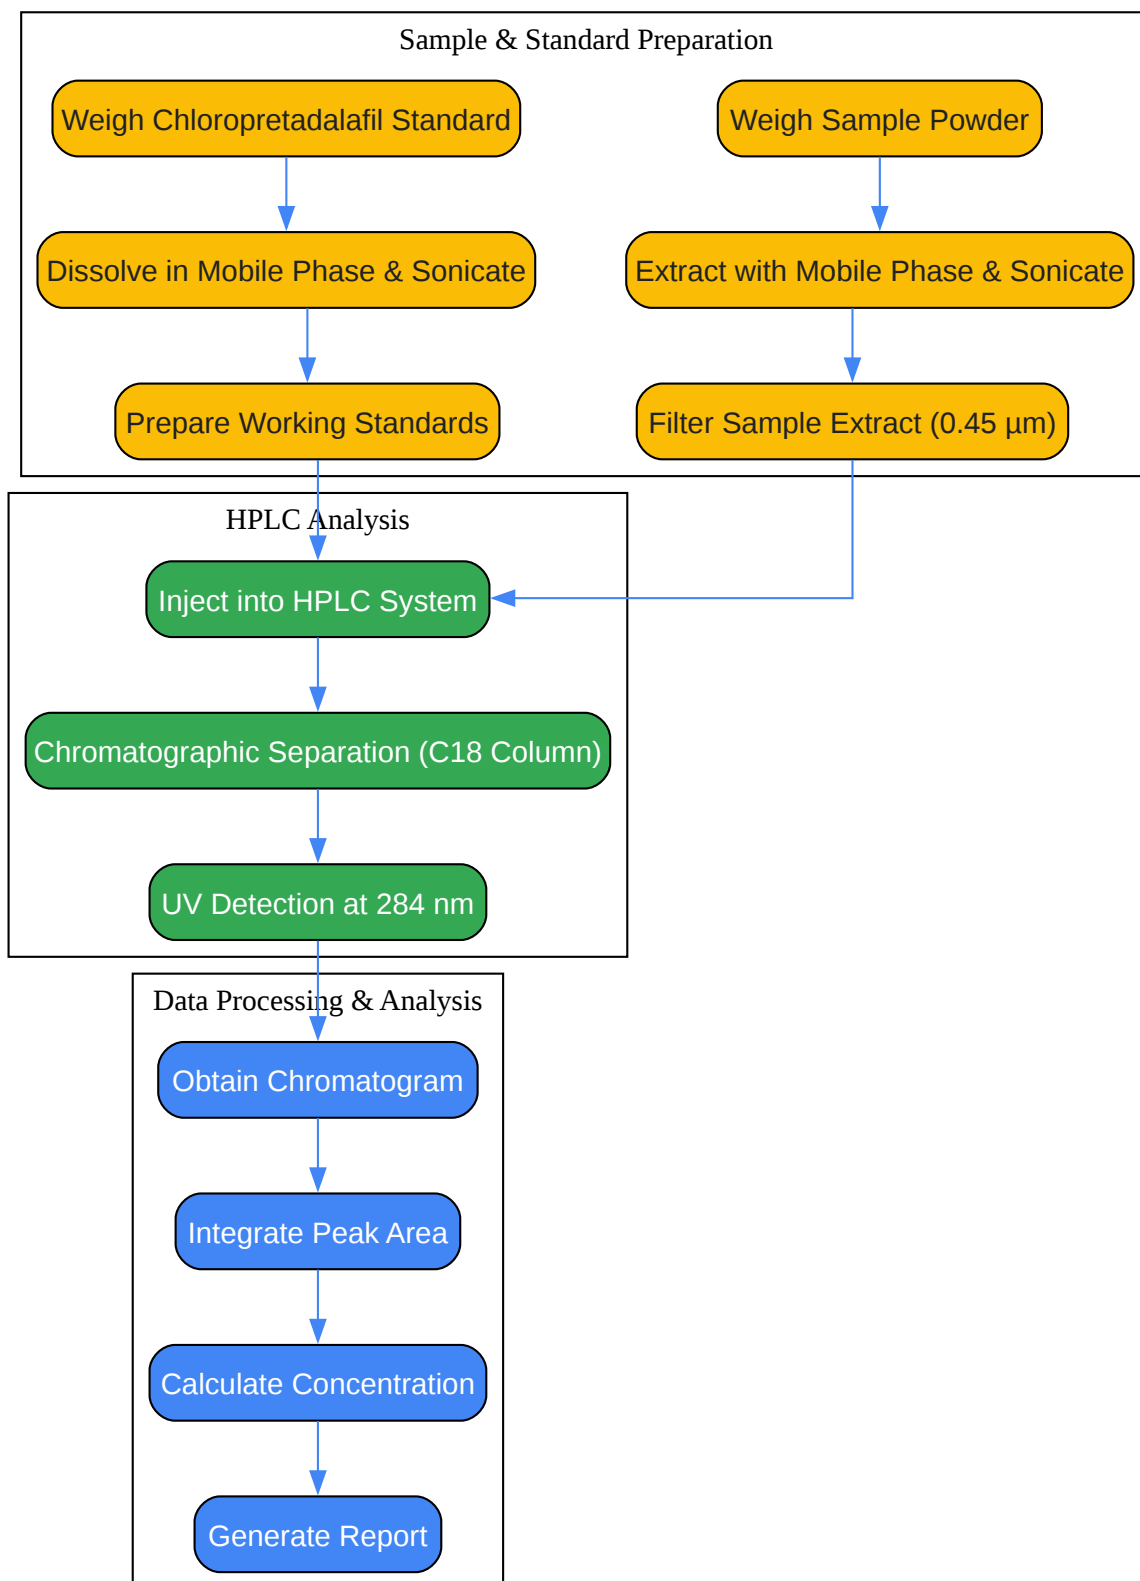 Sample & Standard Preparation
Weigh Chloropretadalafil Standard
Weigh Sample Powder
Dissolve in Mobile Phase & Sonicate
Extract with Mobile Phase & Sonicate
Prepare Working Standards
Filter Sample Extract (0.45 µm)
HPLC Analysis
Inject into HPLC System
Chromatographic Separation (C18 Column)
UV Detection at 284 nm
Data Processing & Analysis
Obtain Chromatogram
Integrate Peak Area
Calculate Concentration
Generate Report